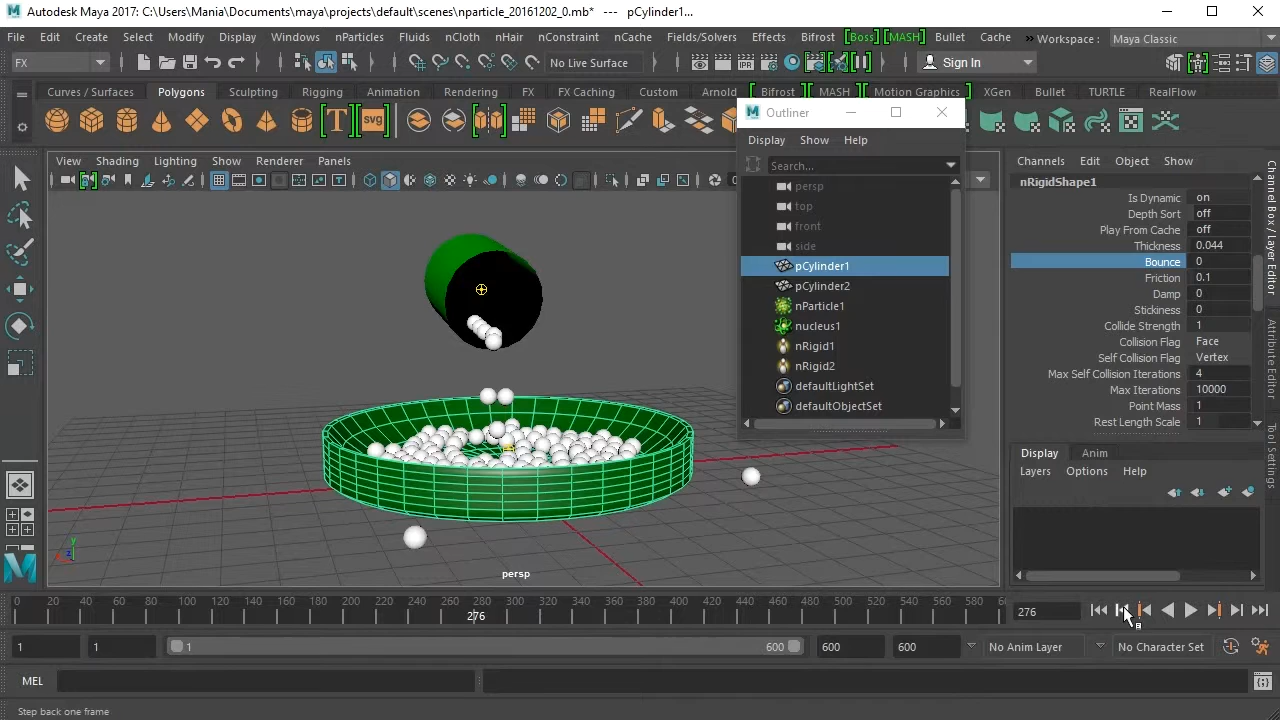 Autodesk Maya 2017: C:\Users\Mania\Documents\maya\projects\default\scenes\nparticle_20161202_0.mb*   ---   pCylinder1...
File Edit Create Select Modify Display Windows nParticles Fluids nCloth nHair nConstraint nCache Fields/Solvers Effects Bifrost [Boss] [MASH] Bullet Cache » Workspace : Maya Classic
FX No Live Surface Sign In
Curves / Surfaces Polygons Sculpting Rigging Animation Rendering FX FX Caching Custom Arnold Bifrost MASH Motion Graphics XGen Bullet TURTLE RealFlow
T SVG
Outliner
Display Show Help
Search...
persp
top
front
side
pCylinder1
pCylinder2
nParticle1
nucleus1
nRigid1
nRigid2
defaultLightSet
defaultObjectSet
View Shading Lighting Show Renderer Panels
persp
Channels Edit Object Show
nRigidShape1
Is Dynamic on
Depth Sort off
Play From Cache off
Thickness 0.044
Bounce 0
Friction 0.1
Damp 0
Stickiness 0
Collide Strength 1
Collision Flag Face
Self Collision Flag Vertex
Max Self Collision Iterations 4
Max Iterations 10000
Point Mass 1
Rest Length Scale 1
Display Anim
Layers Options Help
Channel Box / Layer Editor
Attribute Editor
Tool Settings
0 20 40 60 80 100 120 140 160 180 200 220 240 260 280 300 320 340 360 380 400 420 440 460 480 500 520 540 560 580
276
276
1 1 1 600 600 600 No Anim Layer No Character Set
MEL
Step back one frame